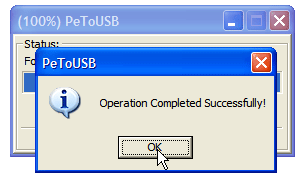 (100%) PeToUSB
Status:
Fo
PeToUSB
Operation Completed Successfully!
OK